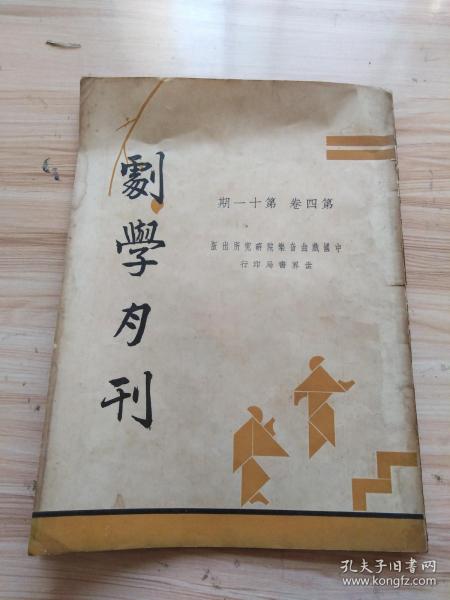 劇學月刊
第四卷 第十一期
中國戲曲音樂院研究所出版
世界書局印行
孔夫子旧书网
www.kongfz.com